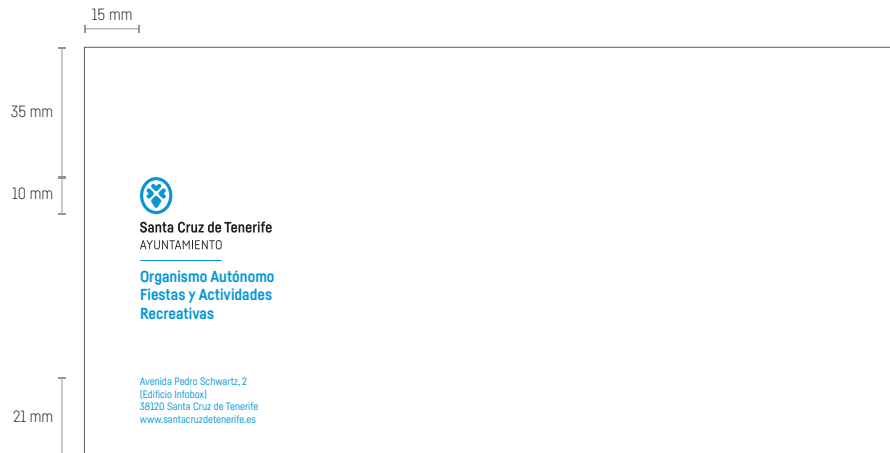 15 mm
35 mm
10 mm
Santa Cruz de Tenerife
AYUNTAMIENTO
Organismo Autónomo
Fiestas y Actividades
Recreativas
Avenida Pedro Schwartz, 2
[Edificio Infobox]
38120 Santa Cruz de Tenerife
www.santacruzdetenerife.es
21 mm